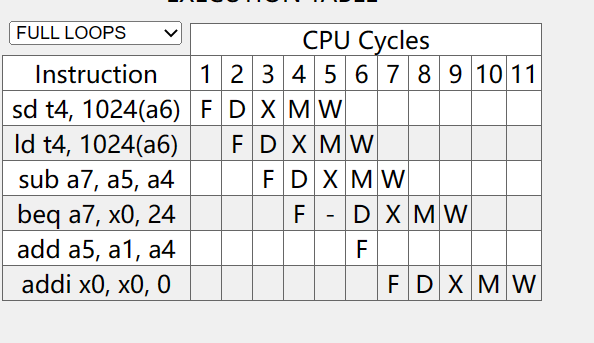 EXECUTION TABLE
FULL LOOPS CPU Cycles
Instruction 1 2 3 4 5 6 7 8 9 10 11
sd t4, 1024(a6) F D X M W
ld t4, 1024(a6) F D X M W
sub a7, a5, a4 F D X M W
beq a7, x0, 24 F - D X M W
add a5, a1, a4 F
addi x0, x0, 0 F D X M W